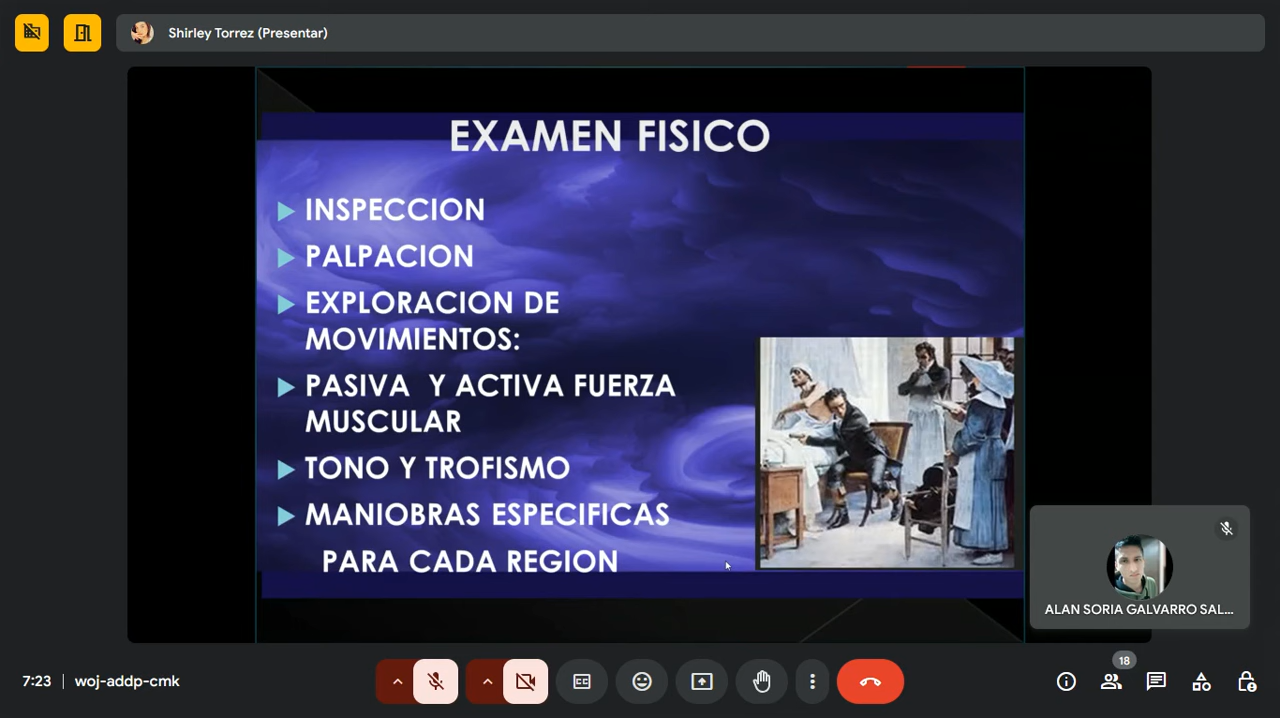 Shirley Torrez (Presentar)
EXAMEN FISICO
INSPECCION
PALPACION
EXPLORACION DE
MOVIMIENTOS:
PASIVA Y ACTIVA FUERZA
MUSCULAR
TONO Y TROFISMO
MANIOBRAS ESPECIFICAS
PARA CADA REGION
ALAN SORIA GALVARRO SAL...
7:23 | woj-addp-cmk
18